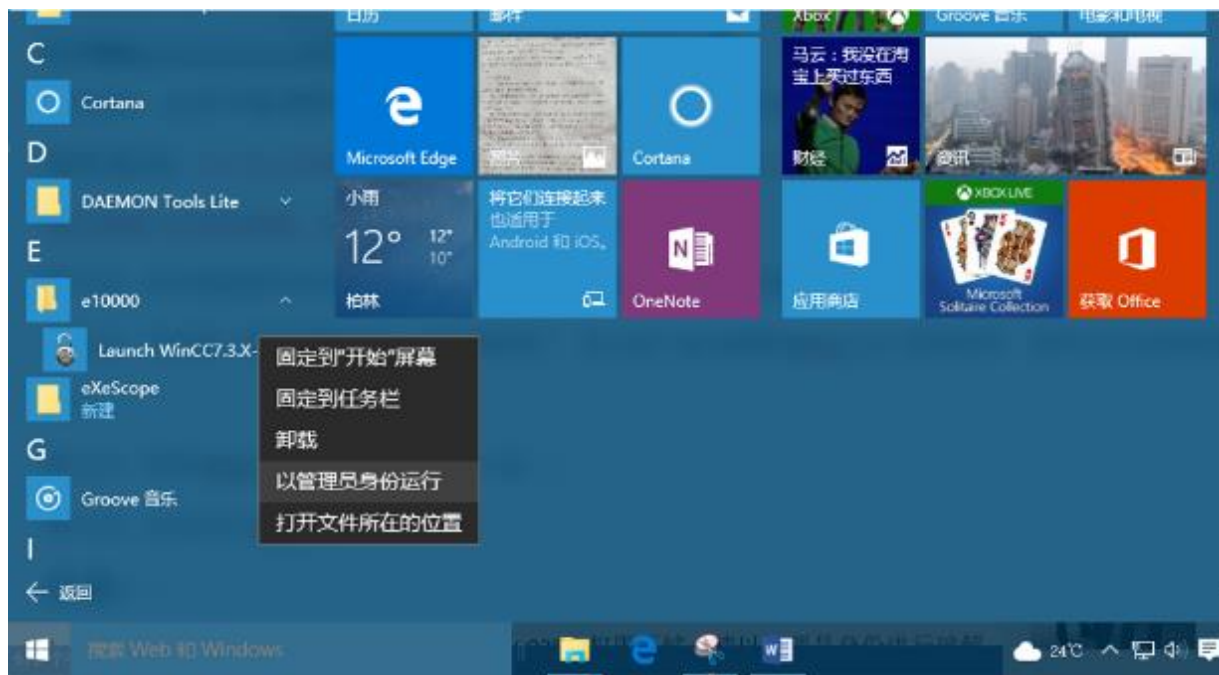 日历
邮件
Xbox
Groove 音乐
电影和电视
C
Cortana
Microsoft Edge
Cortana
马云：我没在淘
宝上买过东西
财经
资讯
D
DAEMON Tools Lite
小雨
12°
12°
10°
柏林
将它们连接起来
也适用于
Android 和 iOS。
OneNote
应用商店
XBOX LIVE
Microsoft
Solitaire Collection
获取 Office
E
e10000
Launch WinCC7.3.X-
eXeScope
新建
固定到"开始"屏幕
固定到任务栏
卸载
以管理员身份运行
打开文件所在的位置
G
Groove 音乐
I
返回
搜索 Web 和 Windows
24℃